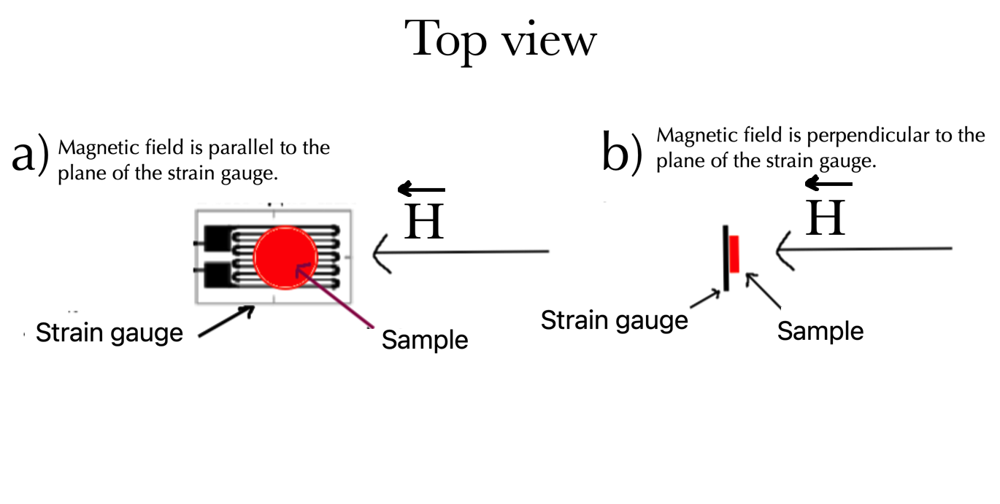 Top view
a) Magnetic field is parallel to the
plane of the strain gauge.
H
Strain gauge
Sample
b) Magnetic field is perpendicular to the
plane of the strain gauge.
H
Strain gauge
Sample